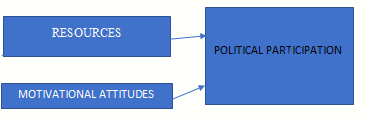 RESOURCES
POLITICAL PARTICIPATION
MOTIVATIONAL ATTITUDES